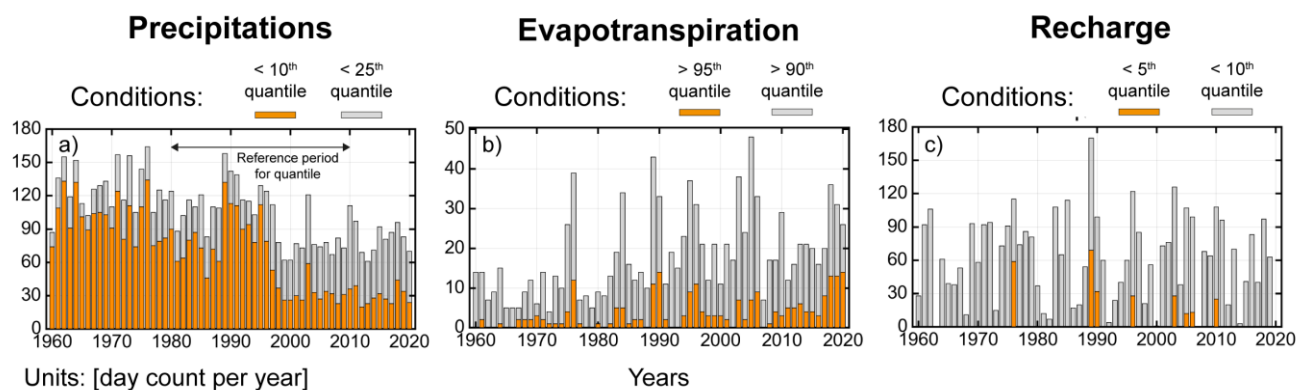 Precipitations
Evapotranspiration
Recharge
< 10th quantile
< 25th quantile
> 95th quantile
> 90th quantile
< 5th quantile
< 10th quantile
Conditions:
Conditions:
Conditions:
a)
Reference period
for quantile
180
150
120
90
60
30
0
1960 1970 1980 1990 2000 2010 2020
b)
50
40
30
20
10
0
1960 1970 1980 1990 2000 2010 2020
c)
180
150
120
90
60
30
0
1960 1970 1980 1990 2000 2010 2020
Units: [day count per year]
Years